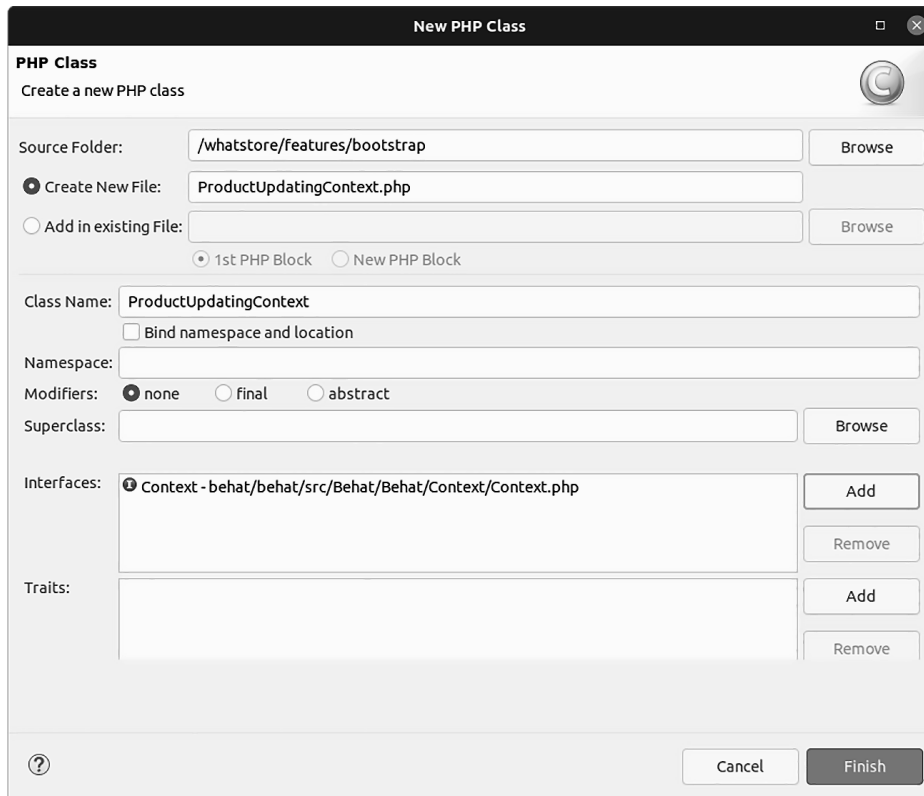 New PHP Class
PHP Class
Create a new PHP class
C
Source Folder: /whatstore/features/bootstrap Browse
Create New File: ProductUpdatingContext.php
Add in existing File: Browse
1st PHP Block New PHP Block
Class Name: ProductUpdatingContext
Bind namespace and location
Namespace:
Modifiers: none final abstract
Superclass: Browse
Interfaces: I Context - behat/behat/src/Behat/Behat/Context/Context.php Add
Remove
Traits: Add
Remove
? Cancel Finish